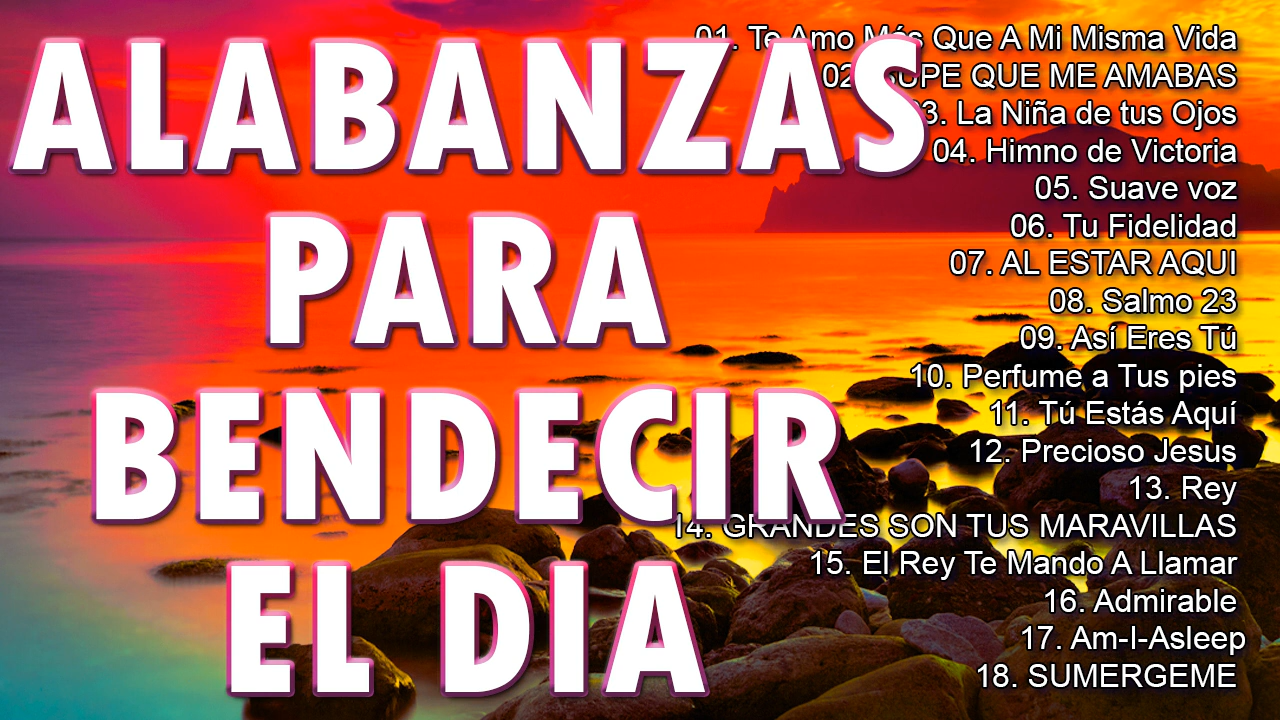 ALABANZAS
PARA
BENDECIR
EL DIA
01. Te Amo Más Que A Mi Misma Vida
02. SUPE QUE ME AMABAS
03. La Niña de tus Ojos
04. Himno de Victoria
05. Suave voz
06. Tu Fidelidad
07. AL ESTAR AQUI
08. Salmo 23
09. Así Eres Tú
10. Perfume a Tus pies
11. Tú Estás Aquí
12. Precioso Jesus
13. Rey
14. GRANDES SON TUS MARAVILLAS
15. El Rey Te Mando A Llamar
16. Admirable
17. Am-I-Asleep
18. SUMERGEME